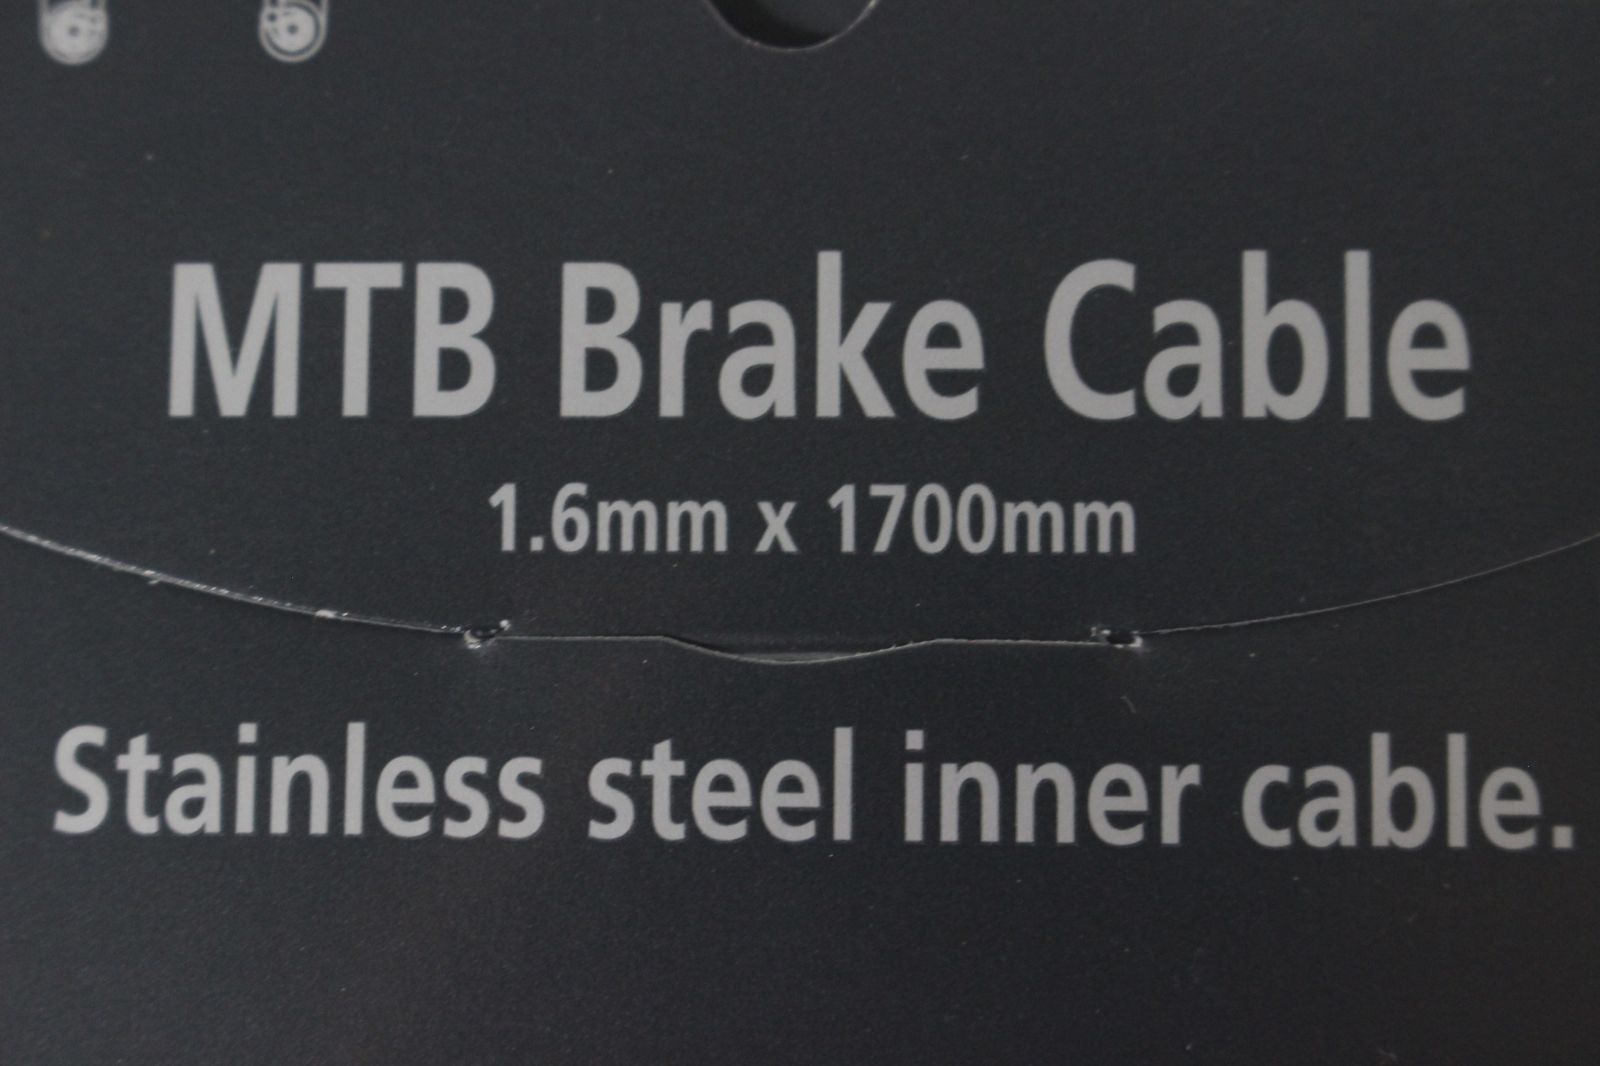 MTB Brake Cable
1.6mm x 1700mm
Stainless steel inner cable.